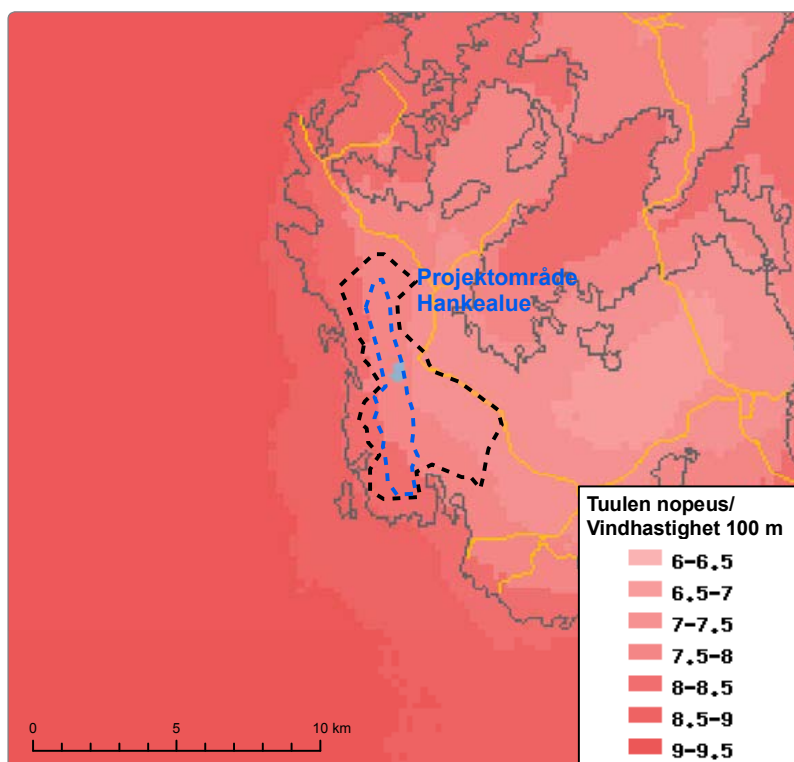 Projektområde
Hankealue
Tuulen nopeus/
Vindhastighet 100 m
6-6.5
6.5-7
7-7.5
7.5-8
8-8.5
8.5-9
9-9.5
0 5 10 km